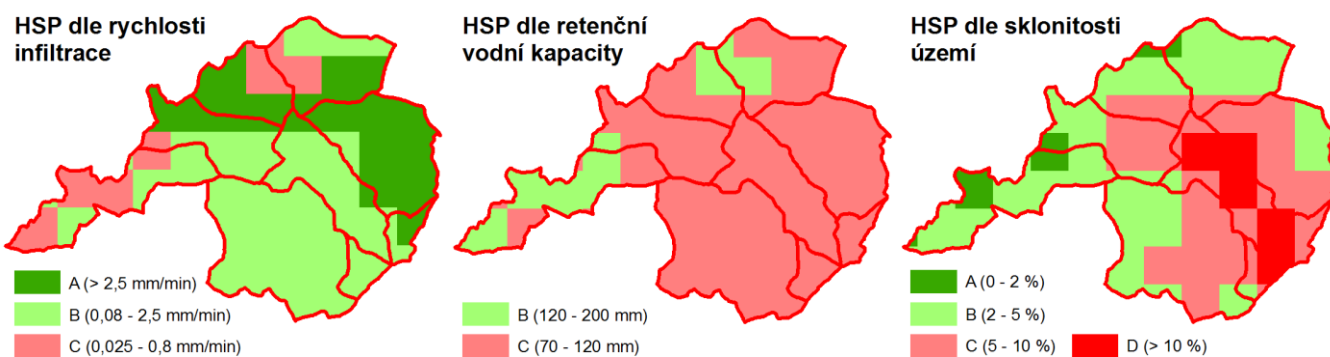 HSP dle rychlosti
infiltrace
A (> 2,5 mm/min)
B (0,08 - 2,5 mm/min)
C (0,025 - 0,8 mm/min)
HSP dle retenční
vodní kapacity
B (120 - 200 mm)
C (70 - 120 mm)
HSP dle sklonitosti
území
A (0 - 2 %)
B (2 - 5 %)
C (5 - 10 %)
D (> 10 %)